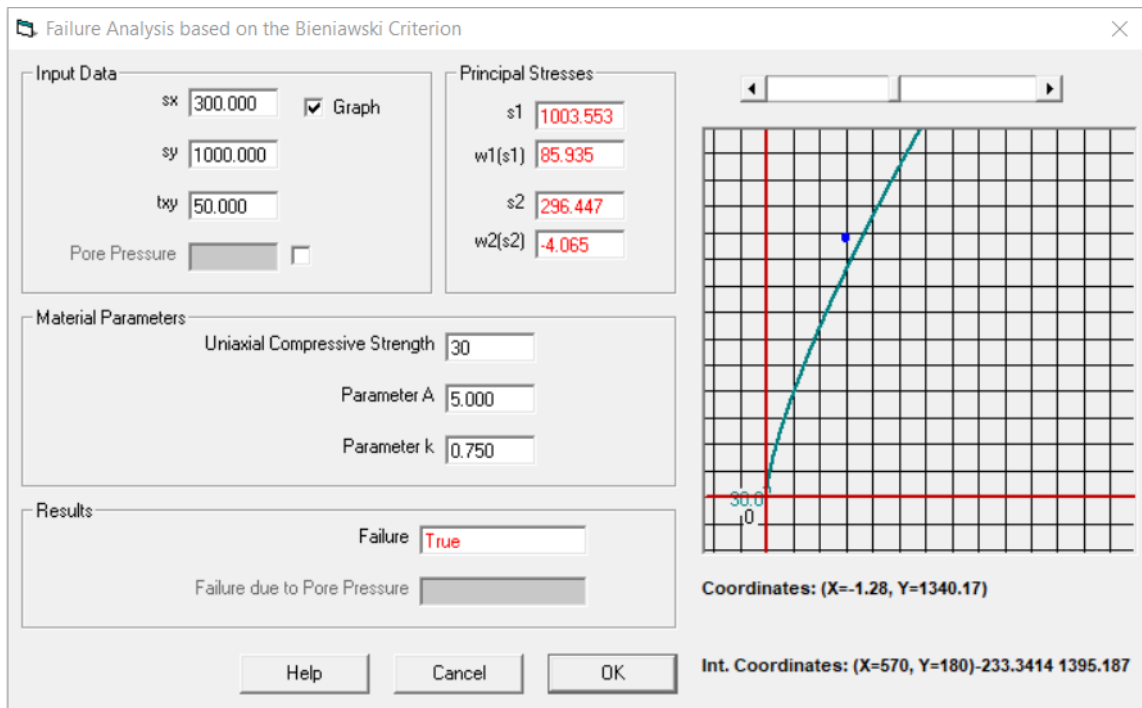 Failure Analysis based on the Bieniawski Criterion
Input Data
sx 300.000
Graph
sy 1000.000
txy 50.000
Pore Pressure
Principal Stresses
s1 1003.553
w1(s1) 85.935
s2 296.447
w2(s2) -4.065
Material Parameters
Uniaxial Compressive Strength 30
Parameter A 5.000
Parameter k 0.750
Results
Failure True
Failure due to Pore Pressure
Help Cancel OK
30.0
0
Coordinates: (X=-1.28, Y=1340.17)
Int. Coordinates: (X=570, Y=180)-233.3414 1395.187